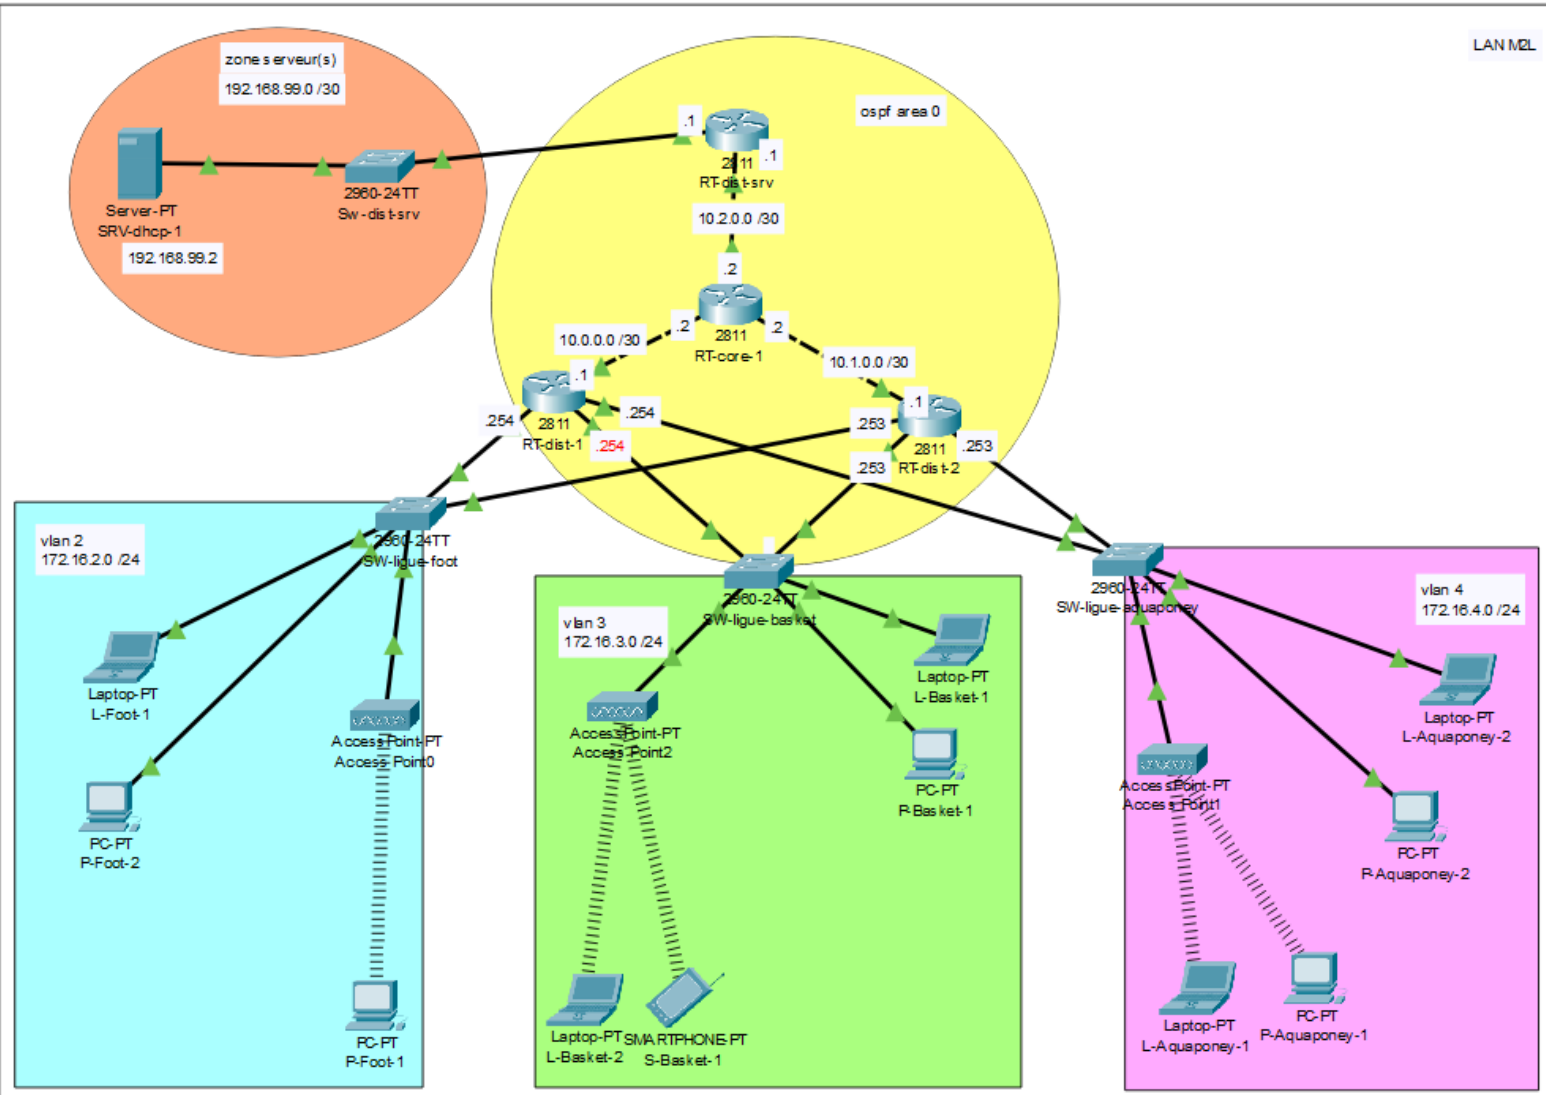 LAN M2L
zone serveur(s)
192.168.99.0 /30
Server-PT
SRV-dhcp-1
192.168.99.2
2960-24TT
Sw-dist-srv
ospf area 0
.1
.1
2811
RT-dist-srv
10.2.0.0 /30
.2
2811
RT-core-1
.2
.2
10.0.0.0 /30
10.1.0.0 /30
.1
2811
RT-dist-1
.254
.254
.254
.1
2811
RT-dist-2
.253
.253
.253
vlan 2
172.16.2.0 /24
2960-24TT
SW-ligue-foot
Laptop-PT
L-Foot-1
AccessPoint-PT
Access Point0
PC-PT
P-Foot-2
PC-PT
P-Foot-1
vlan 3
172.16.3.0 /24
2960-24TT
SW-ligue-basket
Laptop-PT
L-Basket-1
AccessPoint-PT
Access Point2
PC-PT
P-Basket-1
Laptop-PT
L-Basket-2
SMARTPHONE-PT
S-Basket-1
2960-24TT
SW-ligue-aquaponey
vlan 4
172.16.4.0 /24
Laptop-PT
L-Aquaponey-2
AccessPoint-PT
Access Point1
PC-PT
P-Aquaponey-2
Laptop-PT
L-Aquaponey-1
PC-PT
P-Aquaponey-1